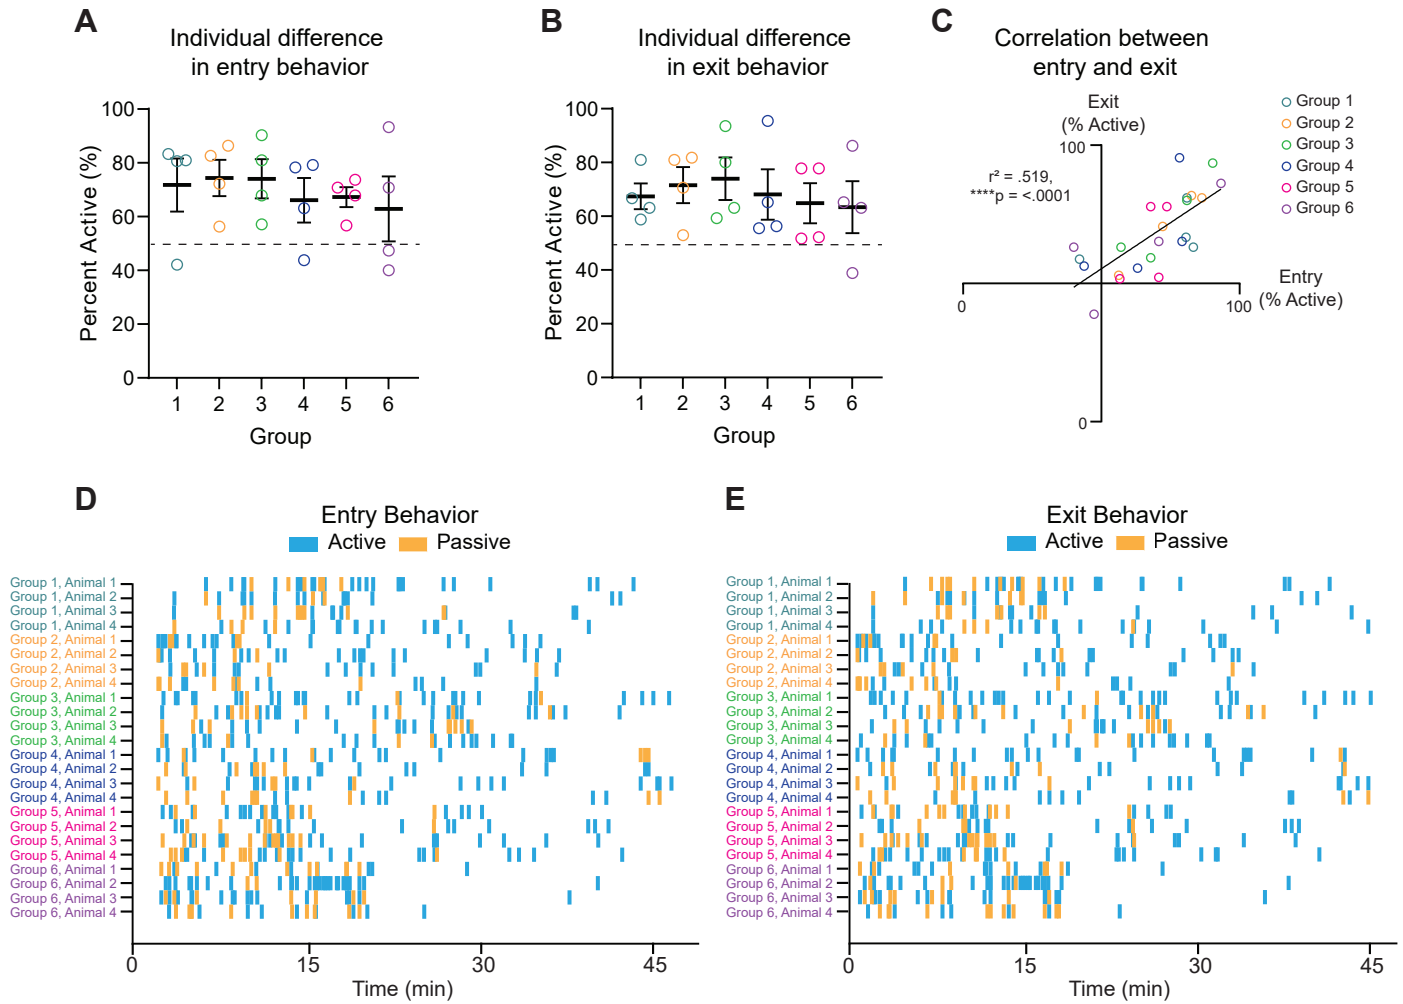 A
Individual difference
in entry behavior
Percent Active (%)
100
80
60
40
20
0
1 2 3 4 5 6
Group
B
Individual difference
in exit behavior
Percent Active (%)
100
80
60
40
20
0
1 2 3 4 5 6
Group
C
Correlation between
entry and exit
Exit
(% Active)
100
r² = .519,
****p = <.0001
0
100
Entry
(% Active)
0
Group 1
Group 2
Group 3
Group 4
Group 5
Group 6
D
Entry Behavior
Active Passive
Group 1, Animal 1
Group 1, Animal 2
Group 1, Animal 3
Group 1, Animal 4
Group 2, Animal 1
Group 2, Animal 2
Group 2, Animal 3
Group 2, Animal 4
Group 3, Animal 1
Group 3, Animal 2
Group 3, Animal 3
Group 3, Animal 4
Group 4, Animal 1
Group 4, Animal 2
Group 4, Animal 3
Group 4, Animal 4
Group 5, Animal 1
Group 5, Animal 2
Group 5, Animal 3
Group 5, Animal 4
Group 6, Animal 1
Group 6, Animal 2
Group 6, Animal 3
Group 6, Animal 4
0 15 30 45
Time (min)
E
Exit Behavior
Active Passive
Group 1, Animal 1
Group 1, Animal 2
Group 1, Animal 3
Group 1, Animal 4
Group 2, Animal 1
Group 2, Animal 2
Group 2, Animal 3
Group 2, Animal 4
Group 3, Animal 1
Group 3, Animal 2
Group 3, Animal 3
Group 3, Animal 4
Group 4, Animal 1
Group 4, Animal 2
Group 4, Animal 3
Group 4, Animal 4
Group 5, Animal 1
Group 5, Animal 2
Group 5, Animal 3
Group 5, Animal 4
Group 6, Animal 1
Group 6, Animal 2
Group 6, Animal 3
Group 6, Animal 4
0 15 30 45
Time (min)